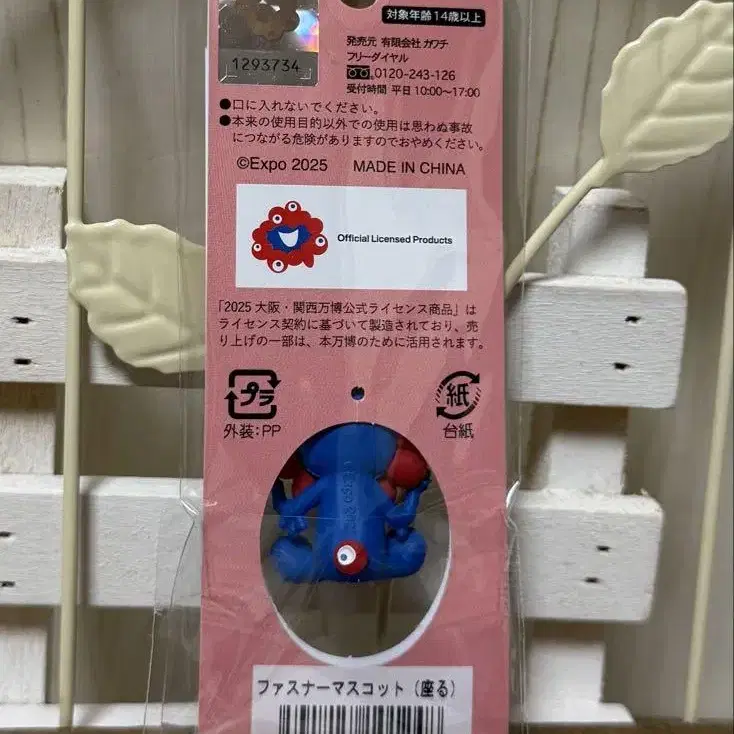 1293734
対象年齢14歳以上
発売元 有限会社 ガワチ
フリーダイヤル
0120-243-126
受付時間 平日 10:00〜17:00
●口に入れないでください。
●本来の使用目的以外での使用は思わぬ事故
につながる危険がありますのでおやめください。
©Expo 2025 MADE IN CHINA
Official Licensed Products
「2025 大阪・関西万博公式ライセンス商品」は
ライセンス契約に基づいて製造されており、売
り上げの一部は、本万博のために活用されます。
プラ
外装:PP
紙
台紙
ファスナーマスコット（座る）